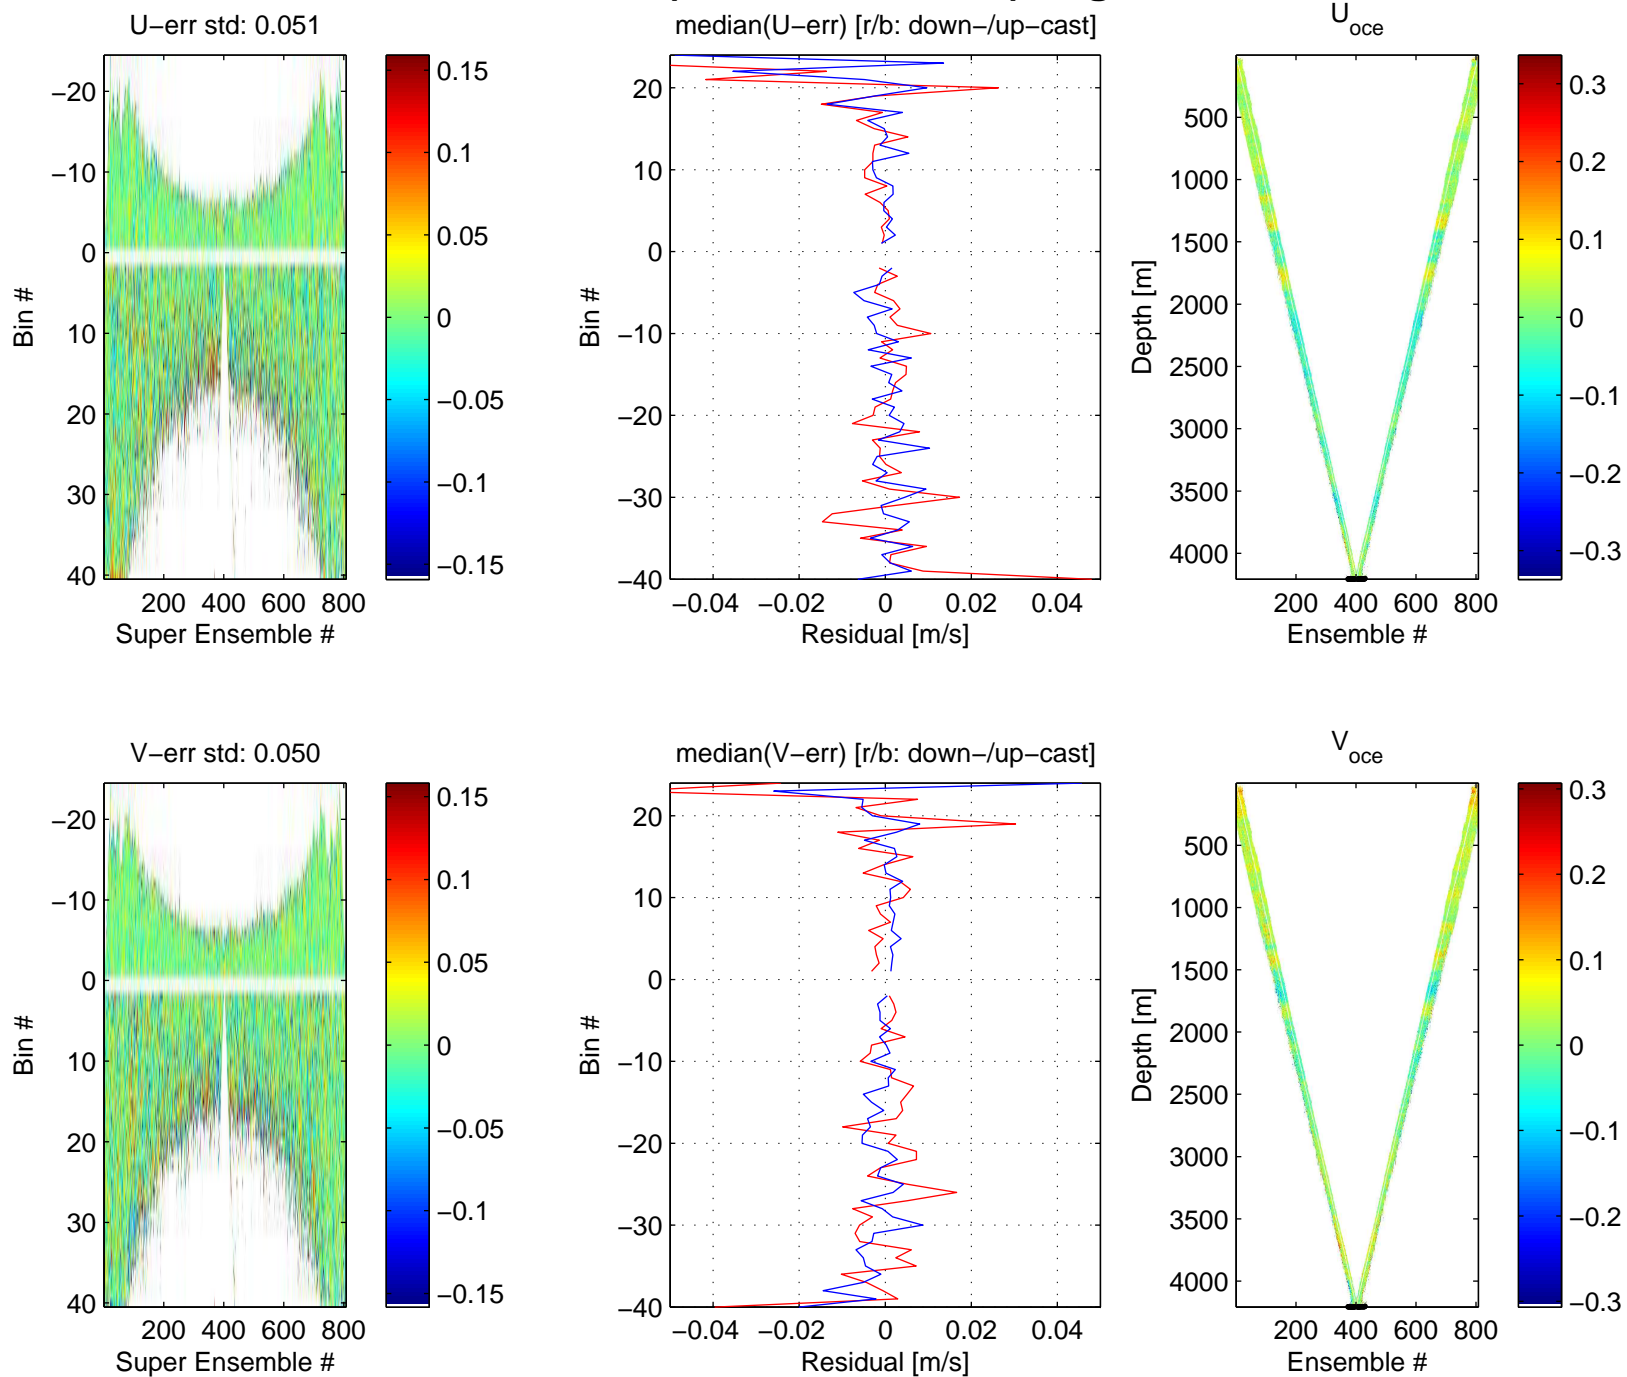 U−err std: 0.051
median(U−err) [r/b: down−/up−cast]
U
oce
−20
−10
0
10
20
30
40
Bin #
200 400 600 800
Super Ensemble #
0.15
0.1
0.05
0
−0.05
−0.1
−0.15
20
10
0
−10
−20
−30
−40
Bin #
−0.04 −0.02 0 0.02 0.04
Residual [m/s]
500
1000
1500
2000
2500
3000
3500
4000
Depth [m]
200 400 600 800
Ensemble #
0.3
0.2
0.1
0
−0.1
−0.2
−0.3
V−err std: 0.050
median(V−err) [r/b: down−/up−cast]
V
oce
−20
−10
0
10
20
30
40
Bin #
200 400 600 800
Super Ensemble #
0.15
0.1
0.05
0
−0.05
−0.1
−0.15
20
10
0
−10
−20
−30
−40
Bin #
−0.04 −0.02 0 0.02 0.04
Residual [m/s]
500
1000
1500
2000
2500
3000
3500
4000
Depth [m]
200 400 600 800
Ensemble #
0.3
0.2
0.1
0
−0.1
−0.2
−0.3